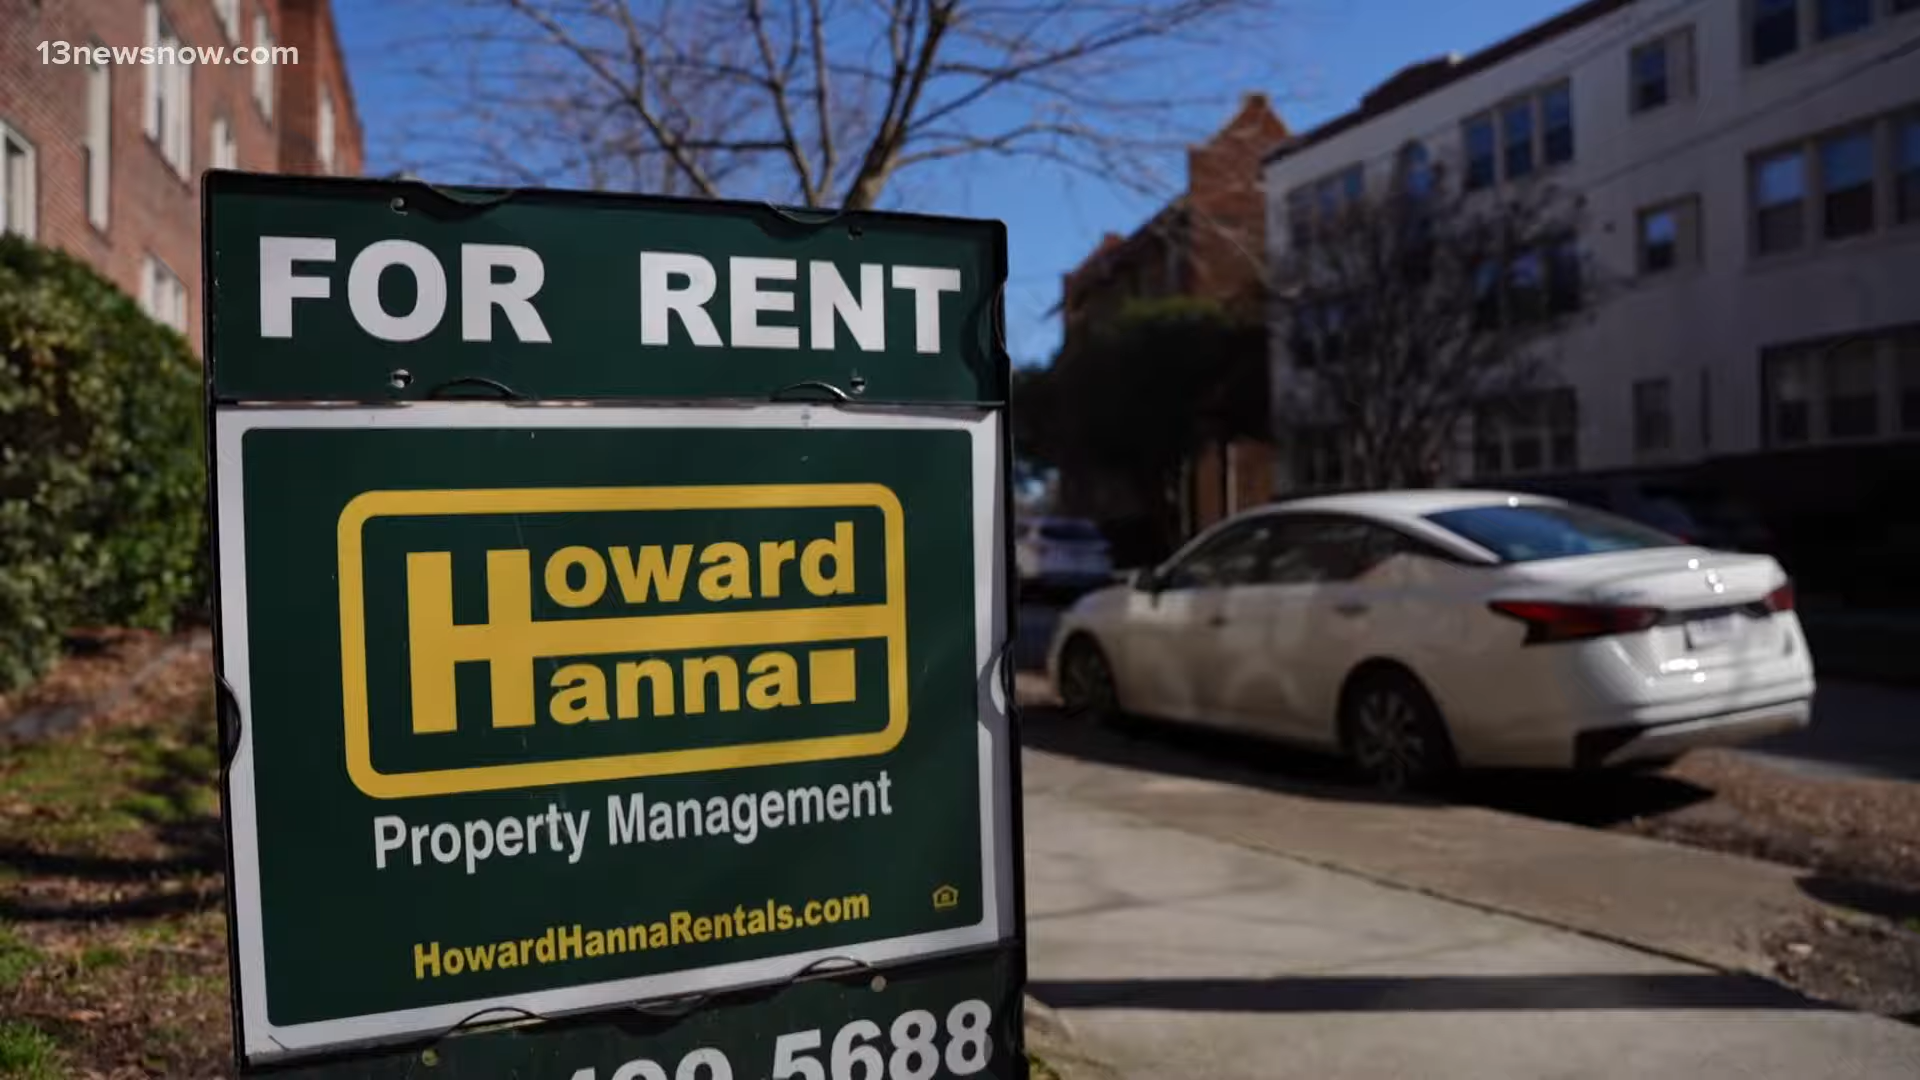 13newsnow.com
FOR RENT
Howard
Hanna
Property Management
HowardHannaRentals.com
5688